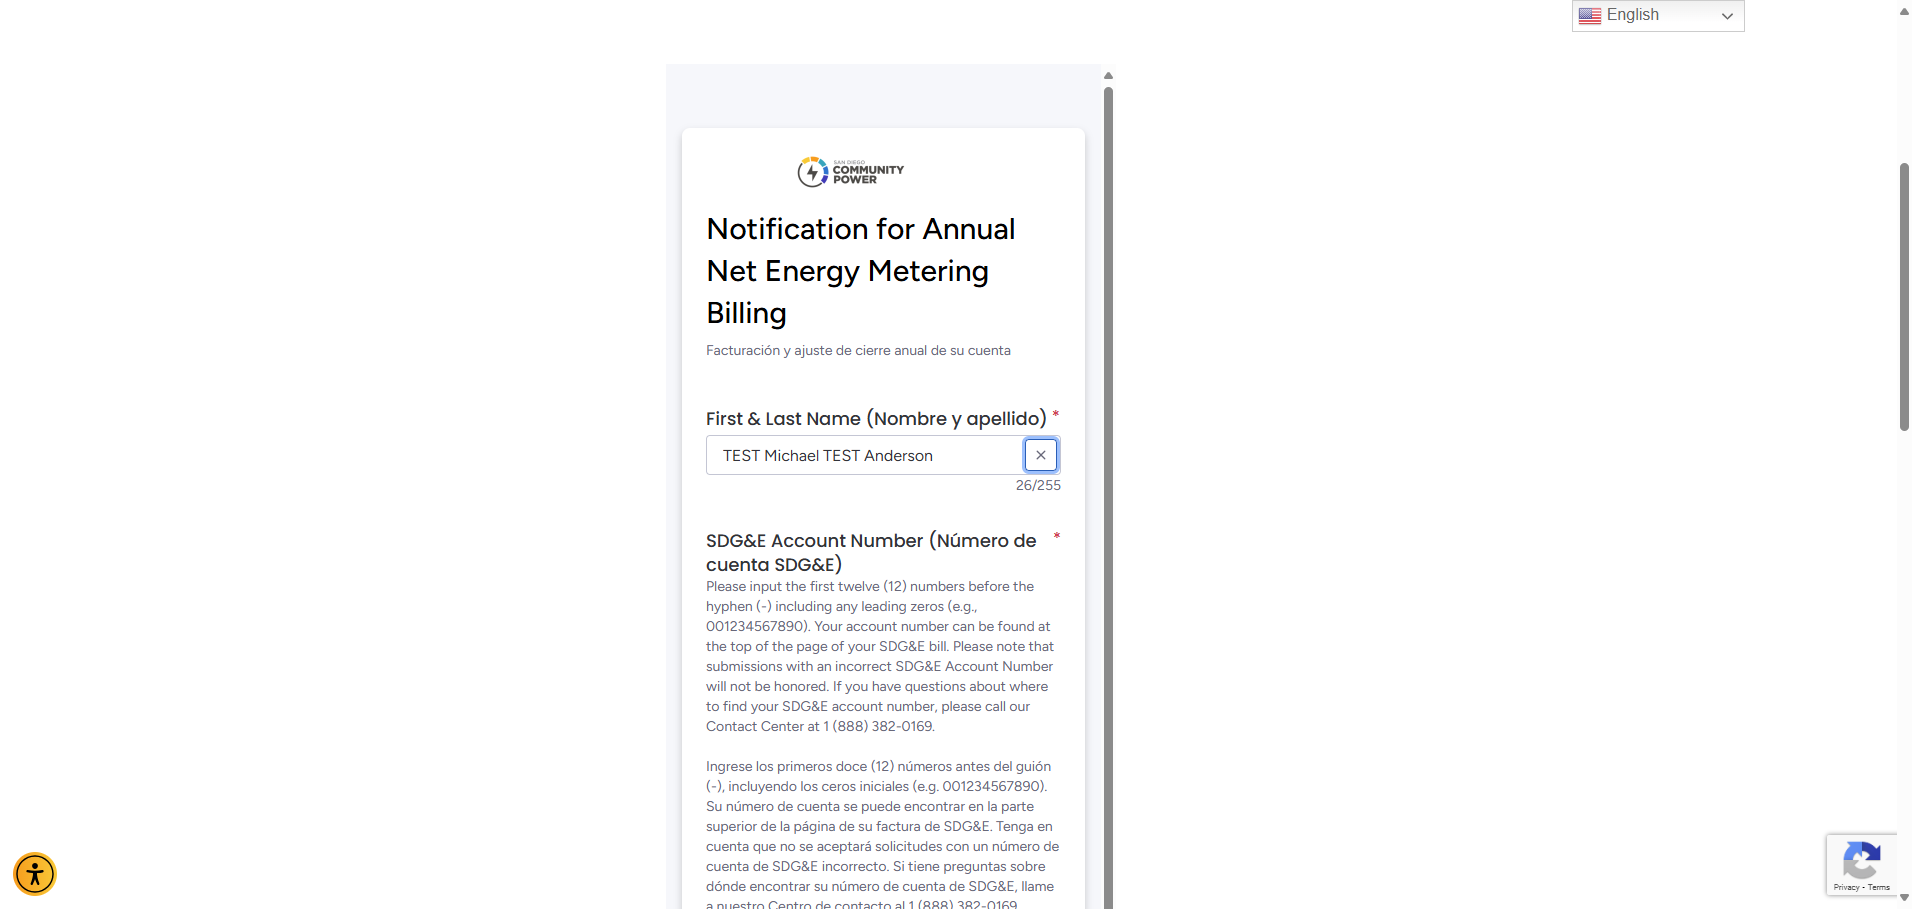 English
SAN DIEGO
COMMUNITY
POWER
Notification for Annual
Net Energy Metering
Billing
Facturación y ajuste de cierre anual de su cuenta
First & Last Name (Nombre y apellido) *
TEST Michael TEST Anderson
26/255
SDG&E Account Number (Número de *
cuenta SDG&E)
Please input the first twelve (12) numbers before the
hyphen (-) including any leading zeros (e.g.,
001234567890). Your account number can be found at
the top of the page of your SDG&E bill. Please note that
submissions with an incorrect SDG&E Account Number
will not be honored. If you have questions about where
to find your SDG&E account number, please call our
Contact Center at 1 (888) 382-0169.
Ingrese los primeros doce (12) números antes del guión
(-), incluyendo los ceros iniciales (e.g. 001234567890).
Su número de cuenta se puede encontrar en la parte
superior de la página de su factura de SDG&E. Tenga en
cuenta que no se aceptará solicitudes con un número de
cuenta de SDG&E incorrecto. Si tiene preguntas sobre
dónde encontrar su número de cuenta de SDG&E, llame
a nuestro Centro de contacto al 1 (888) 382-0169
Privacy - Terms